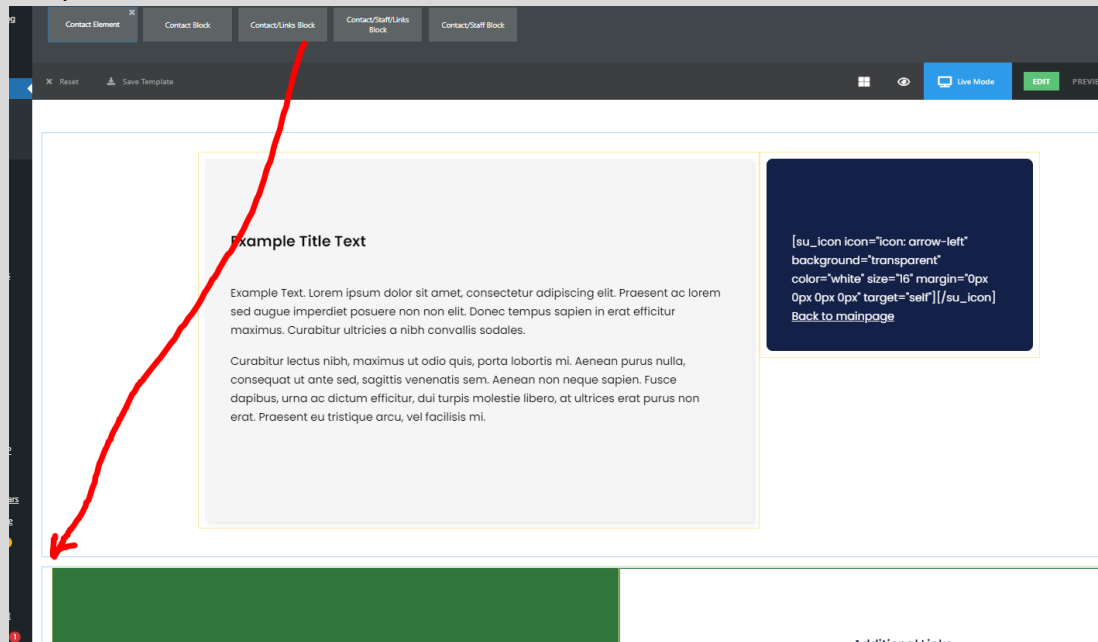 Contact Element
Contact Block
Contact/Links Block
Contact/Staff/Links
Block
Contact/Staff Block
Reset
Save Template
Live Mode
EDIT
Example Title Text
Example Text. Lorem ipsum dolor sit amet, consectetur adipiscing elit. Praesent ac lorem
sed augue imperdiet posuere non non elit. Donec tempus sapien in erat efficitur
maximus. Curabitur ultricies a nibh convallis sodales.
Curabitur lectus nibh, maximus ut odio quis, porta lobortis mi. Aenean purus nulla,
consequat ut ante sed, sagittis venenatis sem. Aenean non neque sapien. Fusce
dapibus, urna ac dictum efficitur, dui turpis molestie libero, at ultrices erat purus non
erat. Praesent eu tristique arcu, vel facilisis mi.
[su_icon icon="icon: arrow-left"
background="transparent"
color="white" size="16" margin="0px
0px 0px 0px" target="self"][/su_icon]
Back to mainpage
1